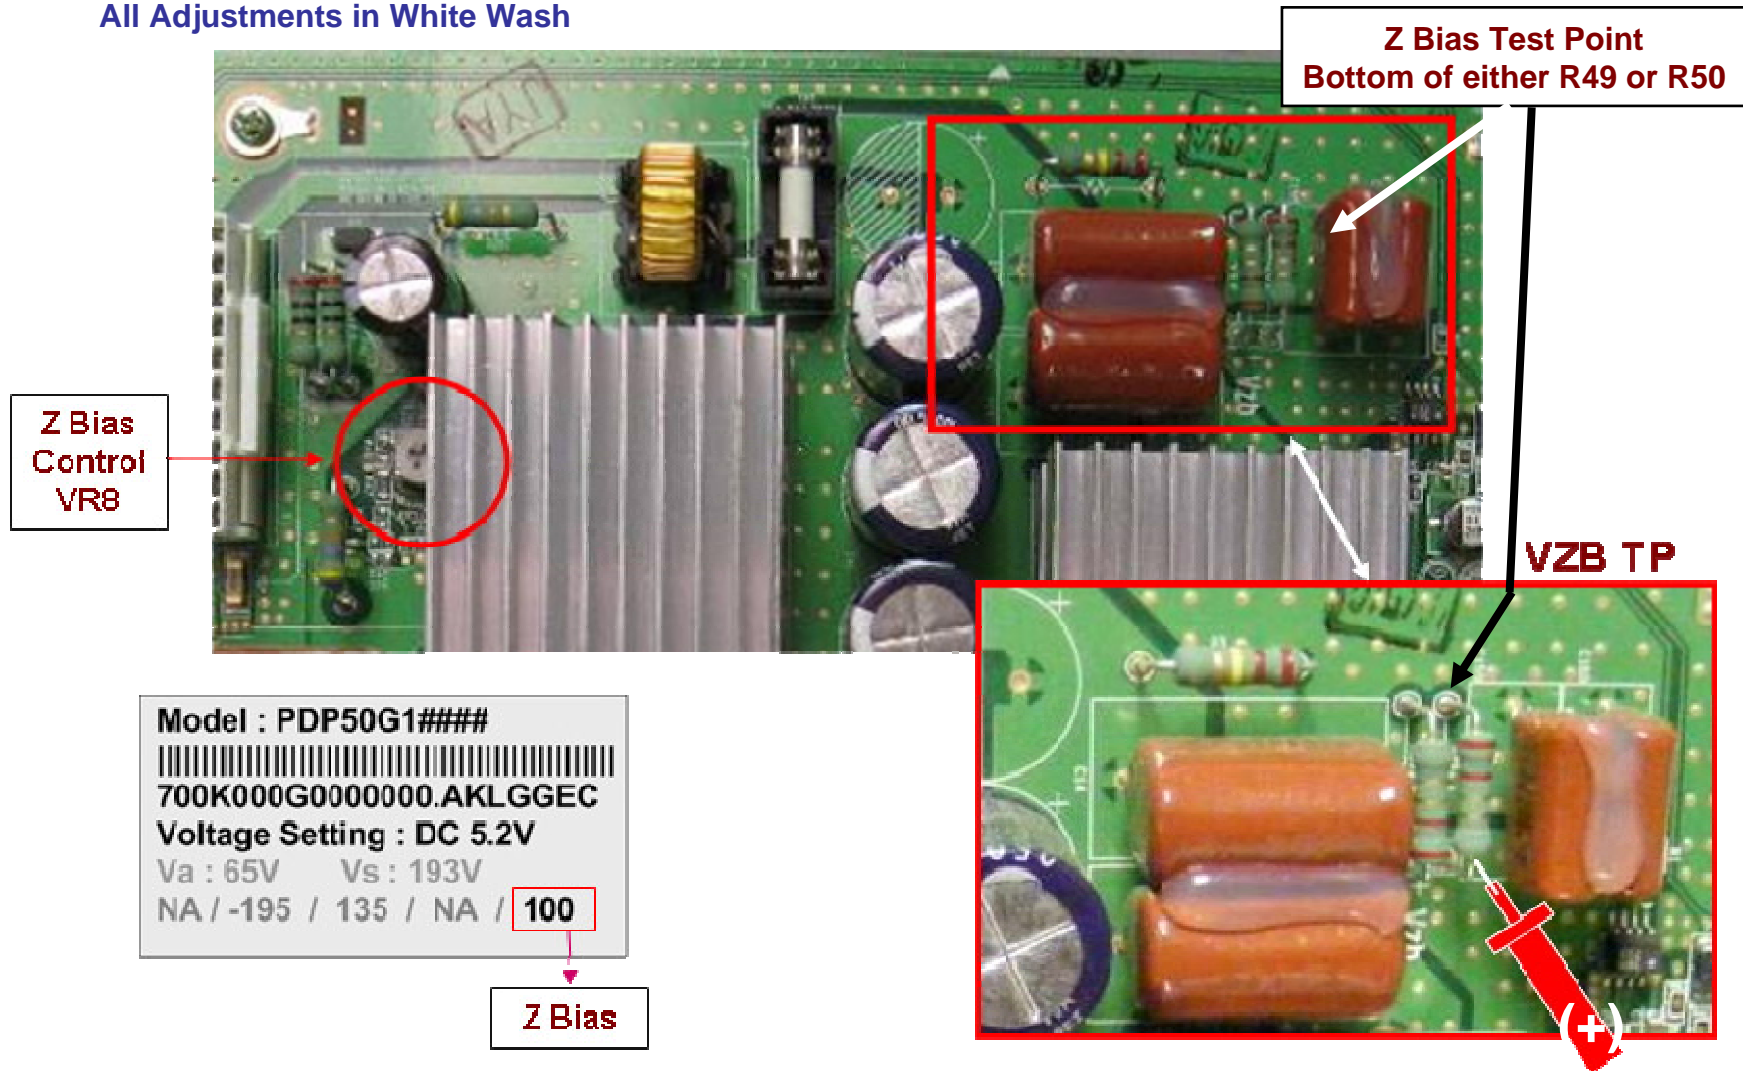 All Adjustments in White Wash
Z Bias Test Point
Bottom of either R49 or R50
Z Bias
Control
VR8
Vzb
VZB TP
Model : PDP50G1####
700K000G0000000.AKLGGEC
Voltage Setting : DC 5.2V
Va : 65V Vs : 193V
NA / -195 / 135 / NA / 100
Z Bias
Vzb
(+)